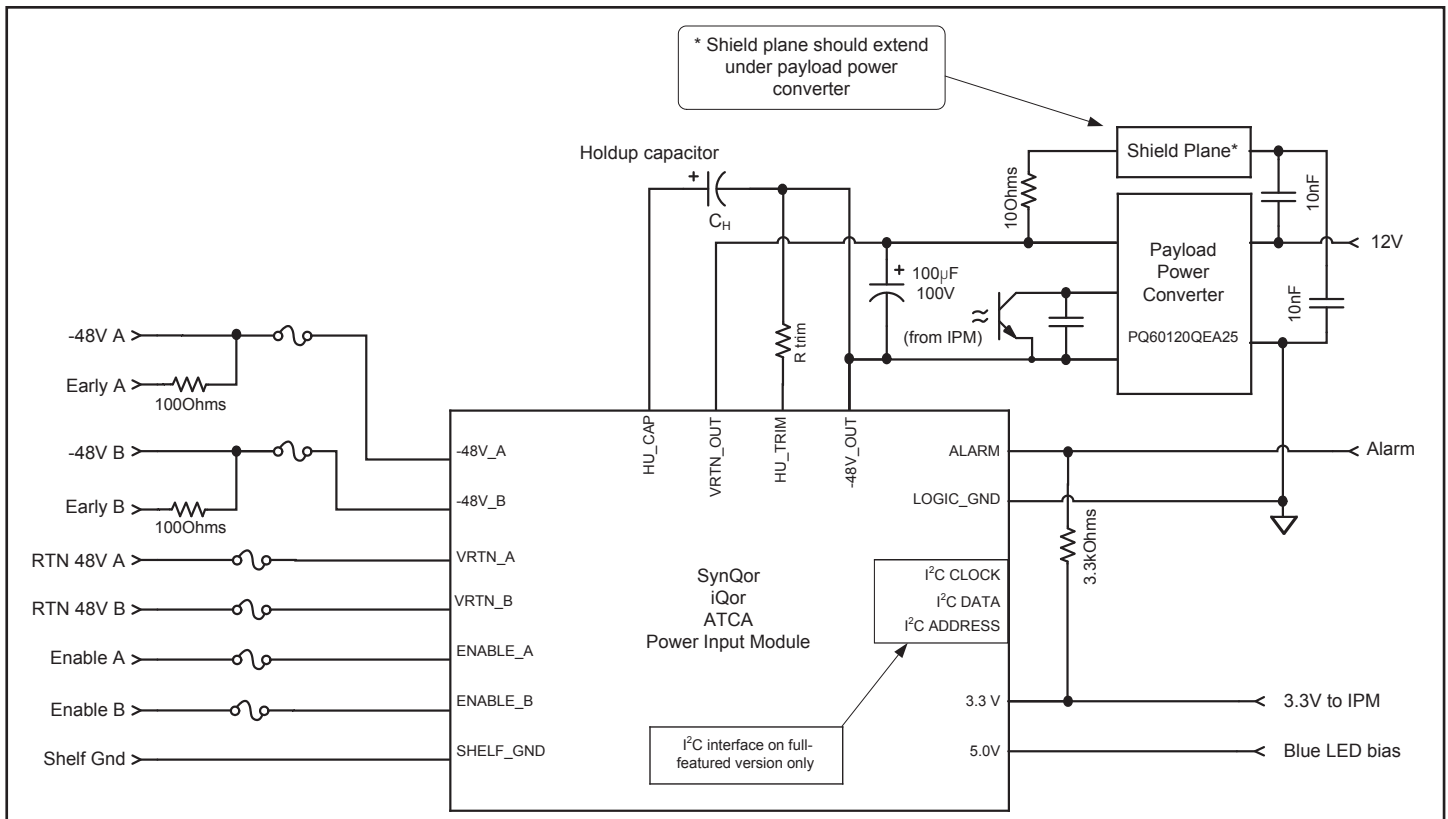 * Shield plane should extend
under payload power
converter
Shield Plane*
Holdup capacitor
+
C_H
10Ohms
10nF
R trim
+ 100µF
100V
≈
(from IPM)
Payload
Power
Converter
PQ60120QEA25
12V
10nF
-48V A
Early A
100Ohms
-48V B
Early B
100Ohms
RTN 48V A
RTN 48V B
Enable A
Enable B
Shelf Gnd
HU_CAP
VRTN_OUT
HU_TRIM
-48V_OUT
-48V_A
-48V_B
VRTN_A
VRTN_B
ENABLE_A
ENABLE_B
SHELF_GND
SynQor
iQor
ATCA
Power Input Module
ALARM
LOGIC_GND
I²C CLOCK
I²C DATA
I²C ADDRESS
3.3 V
5.0V
I²C interface on full-
featured version only
3.3kOhms
Alarm
3.3V to IPM
Blue LED bias